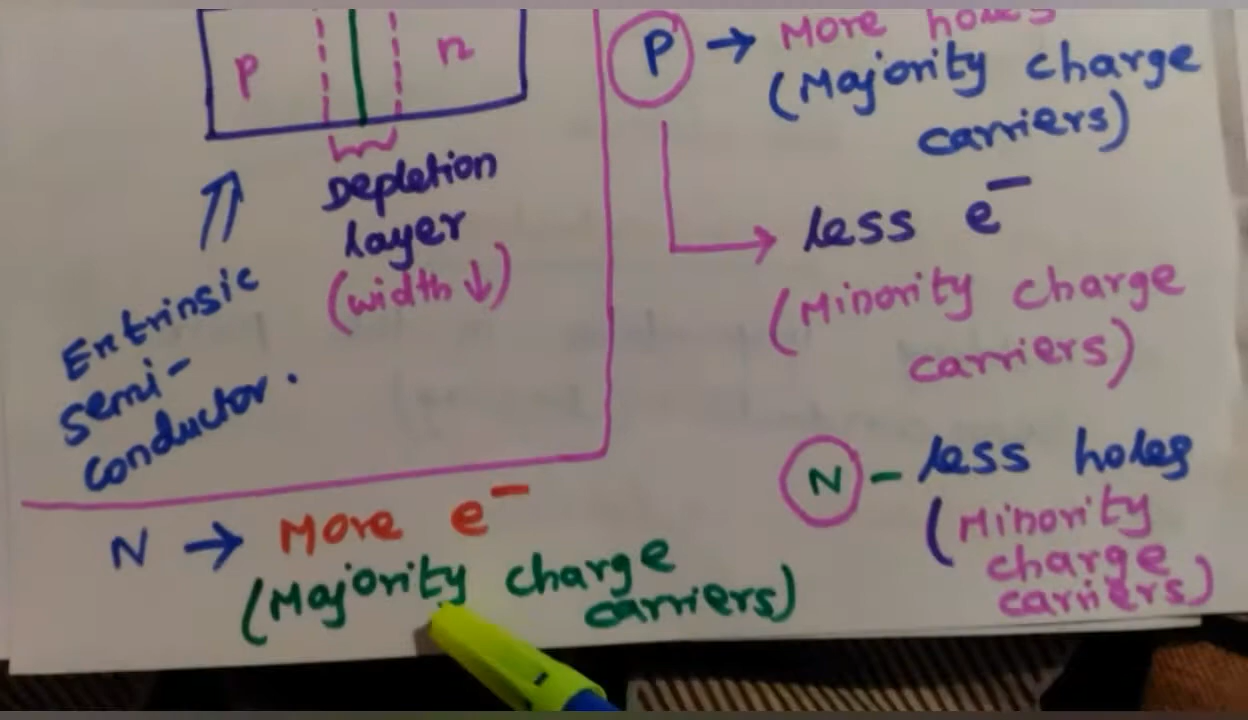 p n
Depletion
layer
(width ↓)
Extrinsic
semi-
conductor.
P → More holes
(Majority charge
carriers)
less e⁻
(Minority charge
carriers)
N → More e⁻
(Majority charge
carriers)
N - less holes
(Minority
charge
carriers)